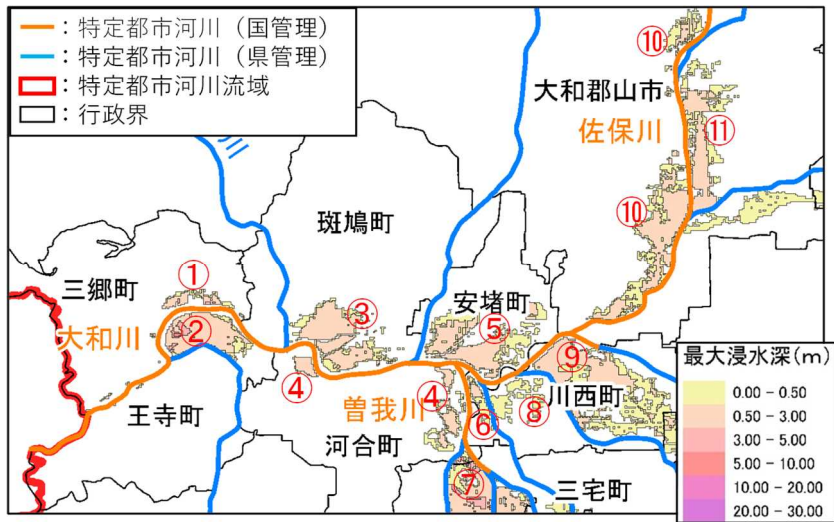 ：特定都市河川（国管理）
：特定都市河川（県管理）
：特定都市河川流域
：行政界
川
⑩
大和郡山市
佐保川
⑪
斑鳩町
⑩
三郷町
①
安堵町
大和川
②
③
⑤
④
⑨
最大浸水深(m)
0.00 – 0.50
0.50 – 3.00
3.00 – 5.00
5.00 – 10.00
10.00 – 20.00
20.00 – 30.00
王寺町
曽我川
④
⑥
⑧
川西町
河合町
⑦
三宅町